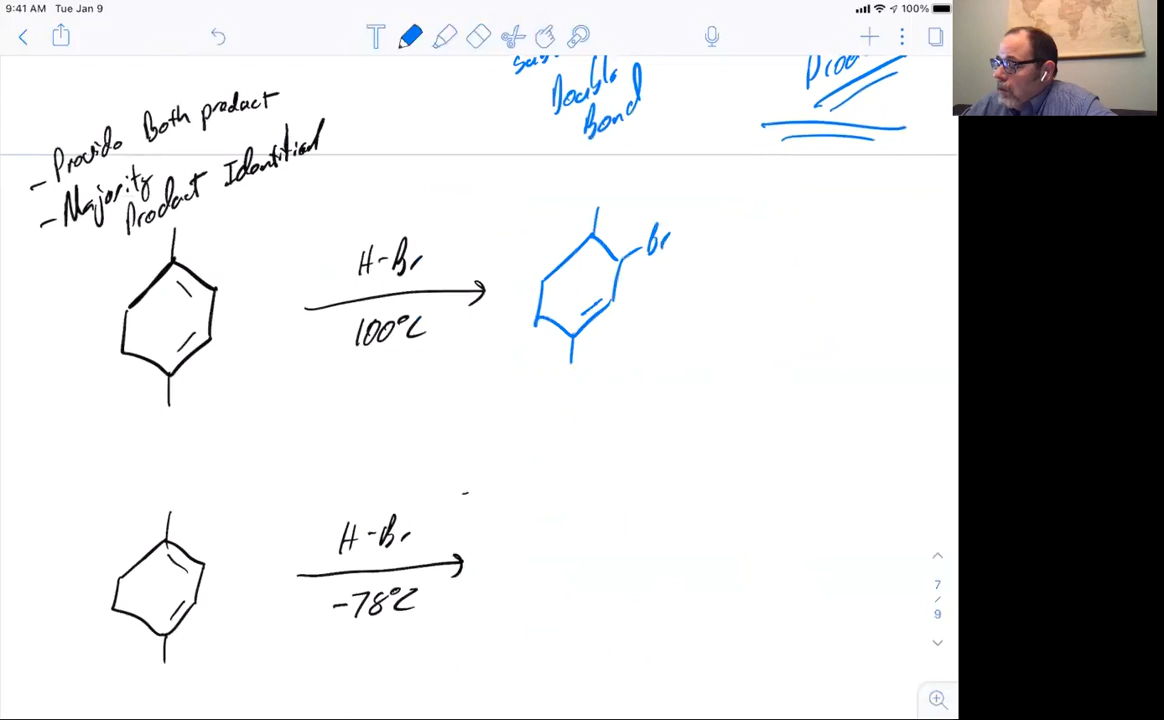 9:41 AM Tue Jan 9
100%
T
Double
Bond
- Provide Both product
- Majority
Product Identified
H-Br
100°C
Br
H-Br
-78°C
7
/
9